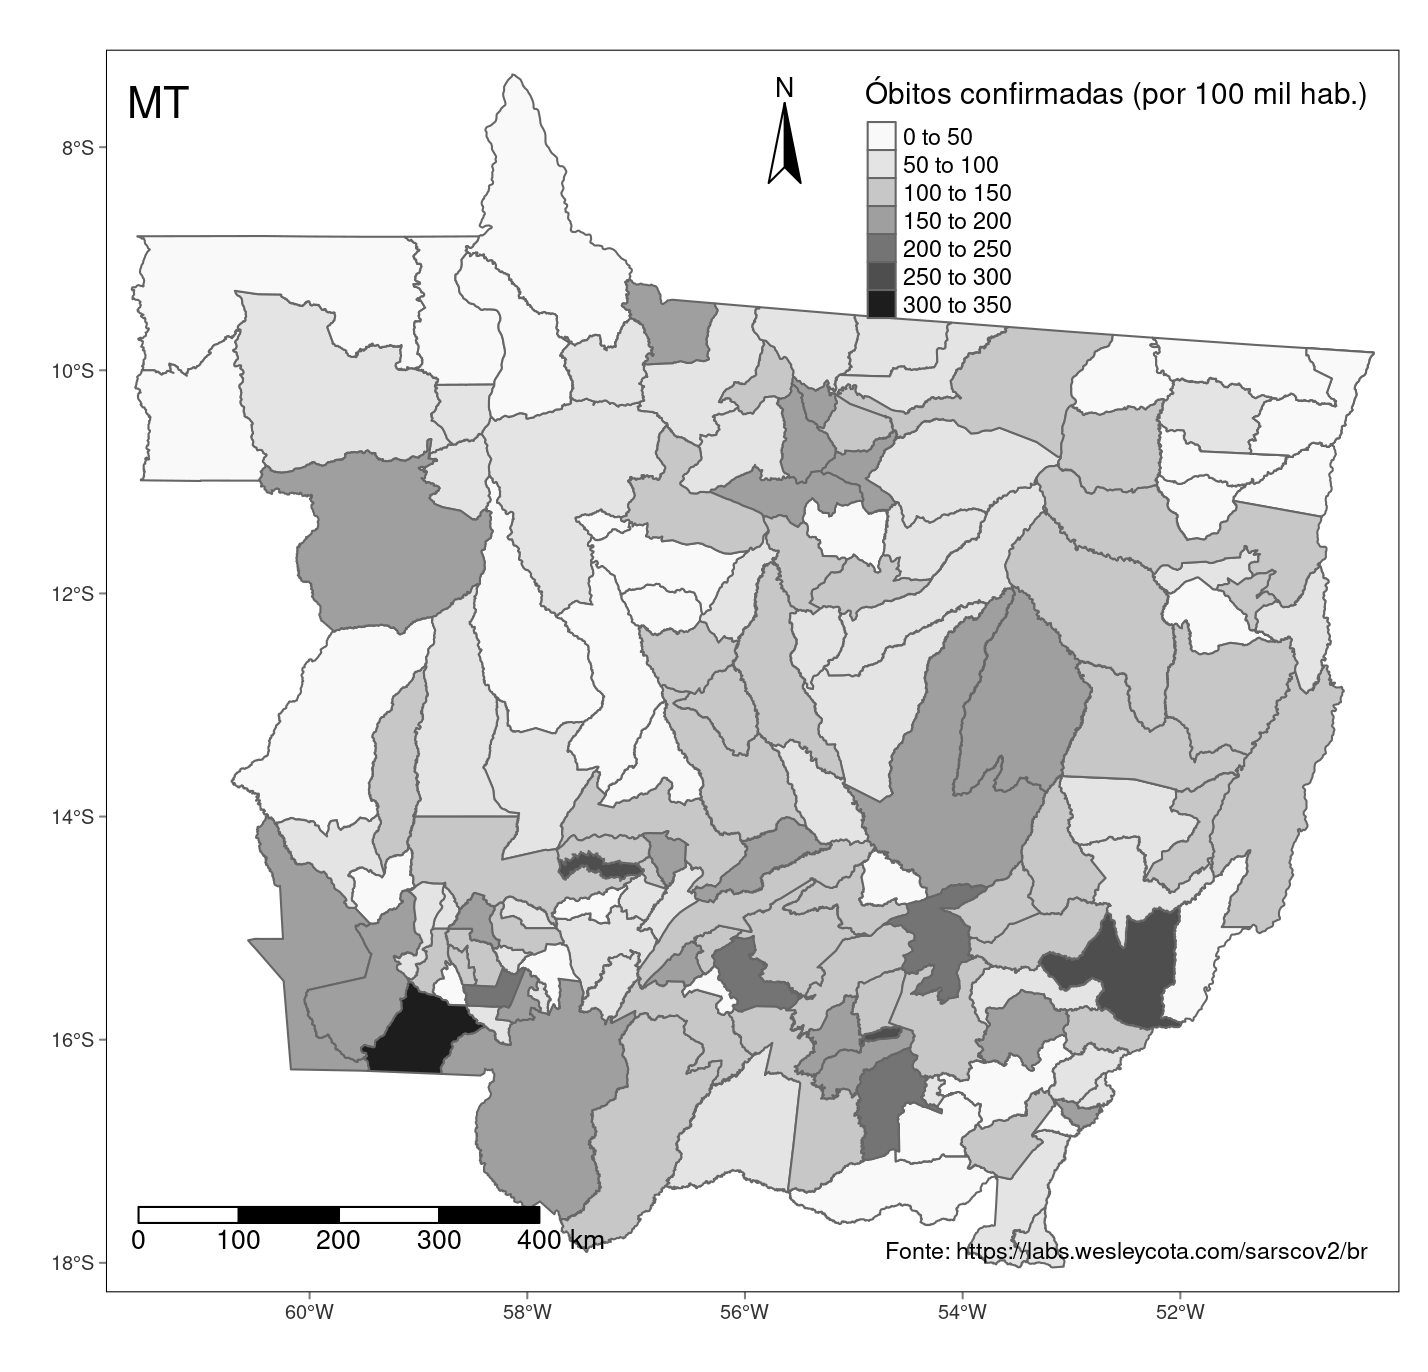 MT
N
Óbitos confirmadas (por 100 mil hab.)
0 to 50
50 to 100
100 to 150
150 to 200
200 to 250
250 to 300
300 to 350
8°S
10°S
12°S
14°S
16°S
18°S
0 100 200 300 400 km
Fonte: https://labs.wesleycota.com/sarscov2/br
60°W 58°W 56°W 54°W 52°W